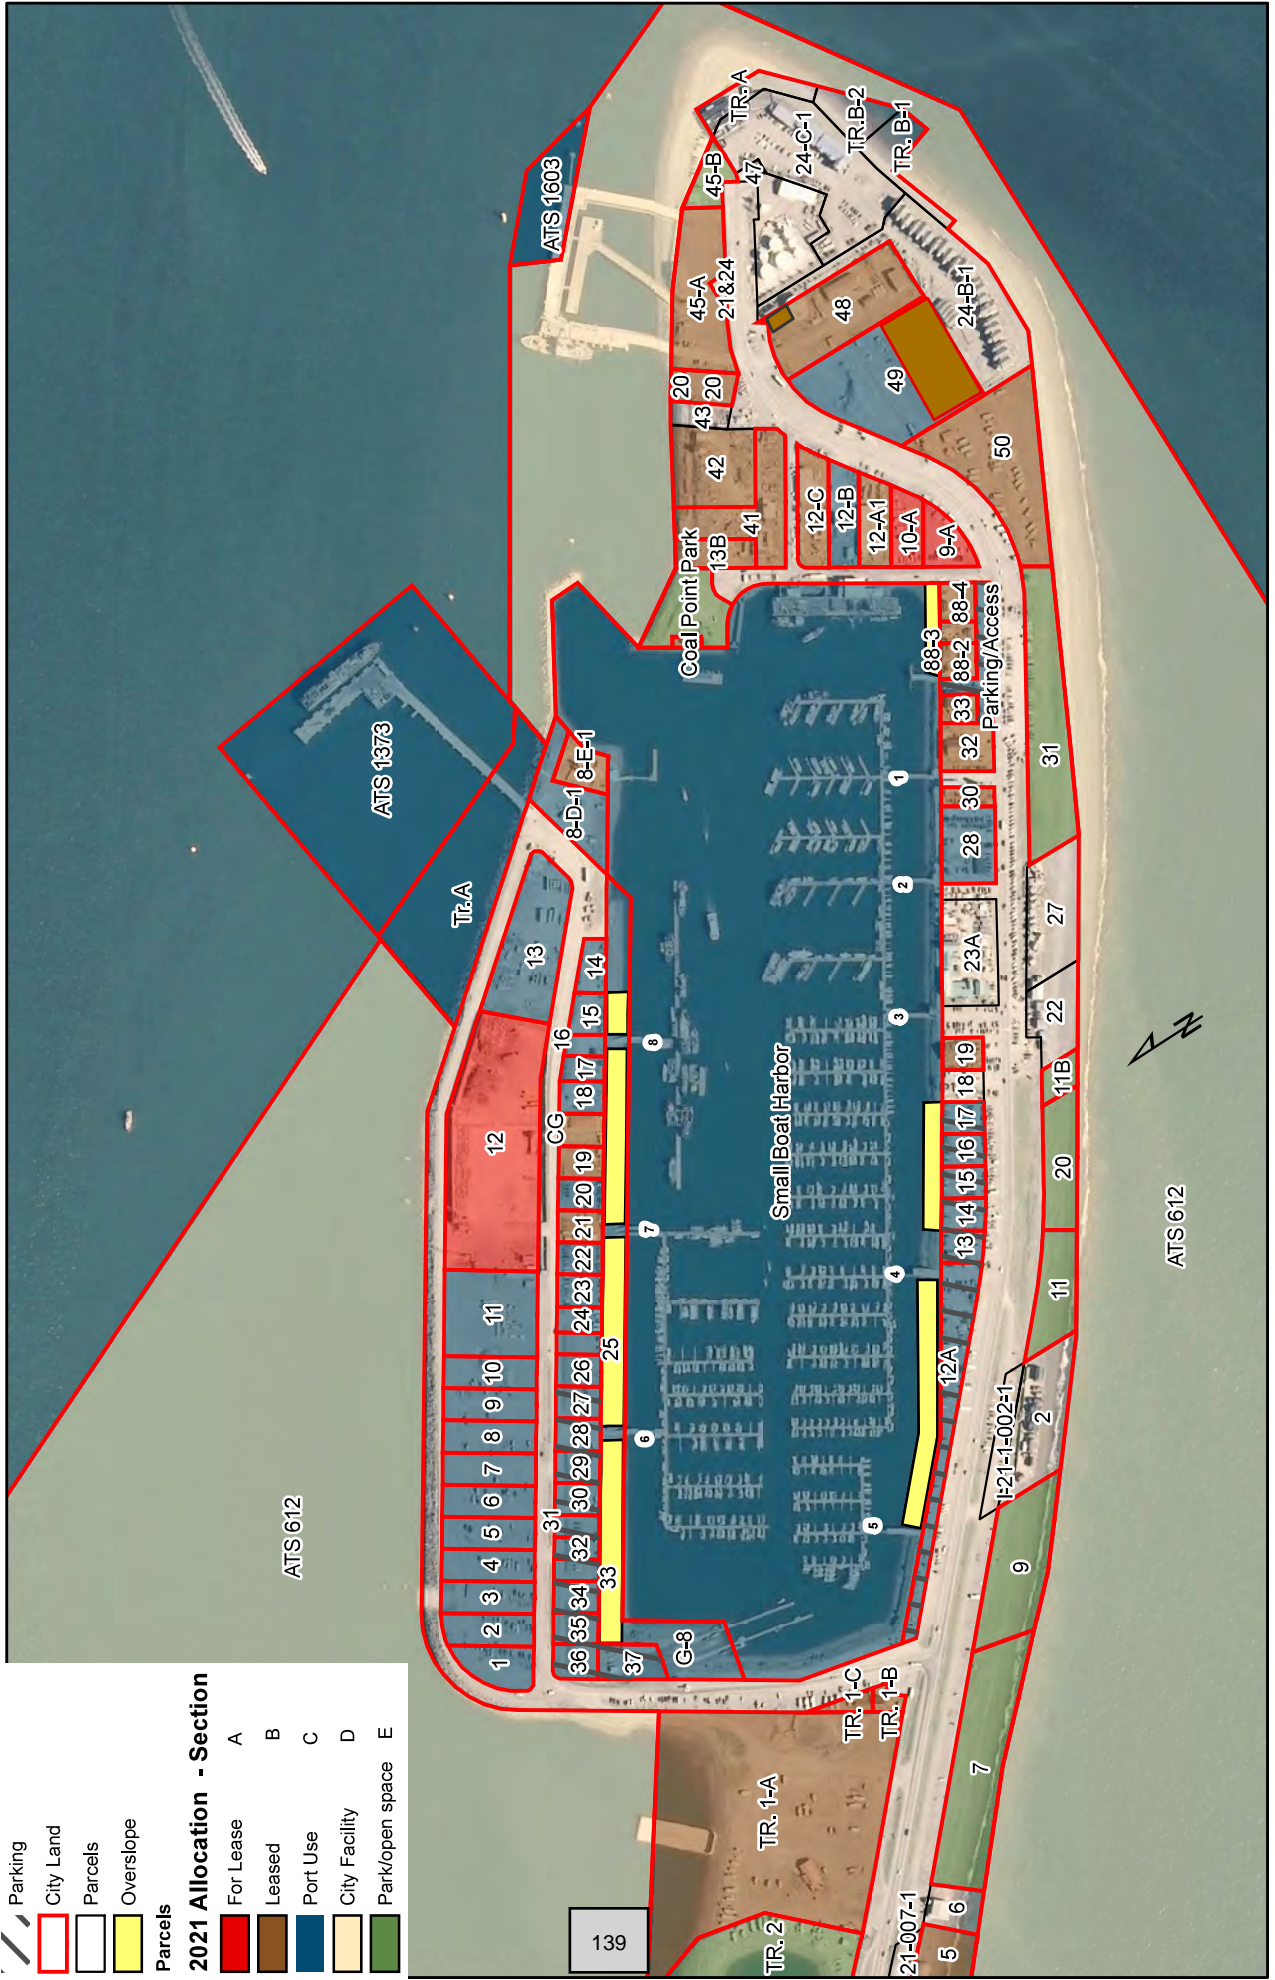 Parking
City Land
Parcels
Overslope
Parcels
2021 Allocation - Section
For Lease A
Leased B
Port Use C
City Facility D
Park/open space E
139
ATS 612
ATS 1373
Tr. A
ATS 1603
1
2
3
4
5
6
7
8
9
10
11
12
13
8-D-1
8-E-1
36
35
34
32
31
30
29
28
27
26
24
23
22
21
20
19
CG
18
17
16
15
14
37
33
25
G-8
6
7
8
Small Boat Harbor
5
4
3
2
1
Coal Point Park
13B
41
42
43
20
20
45-A
21&24
45-B
47
TR. A
24-C-1
TR. B-2
TR. B-1
48
49
24-B-1
50
12-C
12-B
12-A1
10-A
9-A
88-4
88-3
88-2
Parking/Access
33
32
30
28
23A
19
18
17
16
15
14
13
12A
31
27
22
11B
20
11
2
I-21-1-002-1
9
7
6
5
21-007-1
TR. 1-C
TR. 1-B
TR. 1-A
TR. 2
ATS 612
N